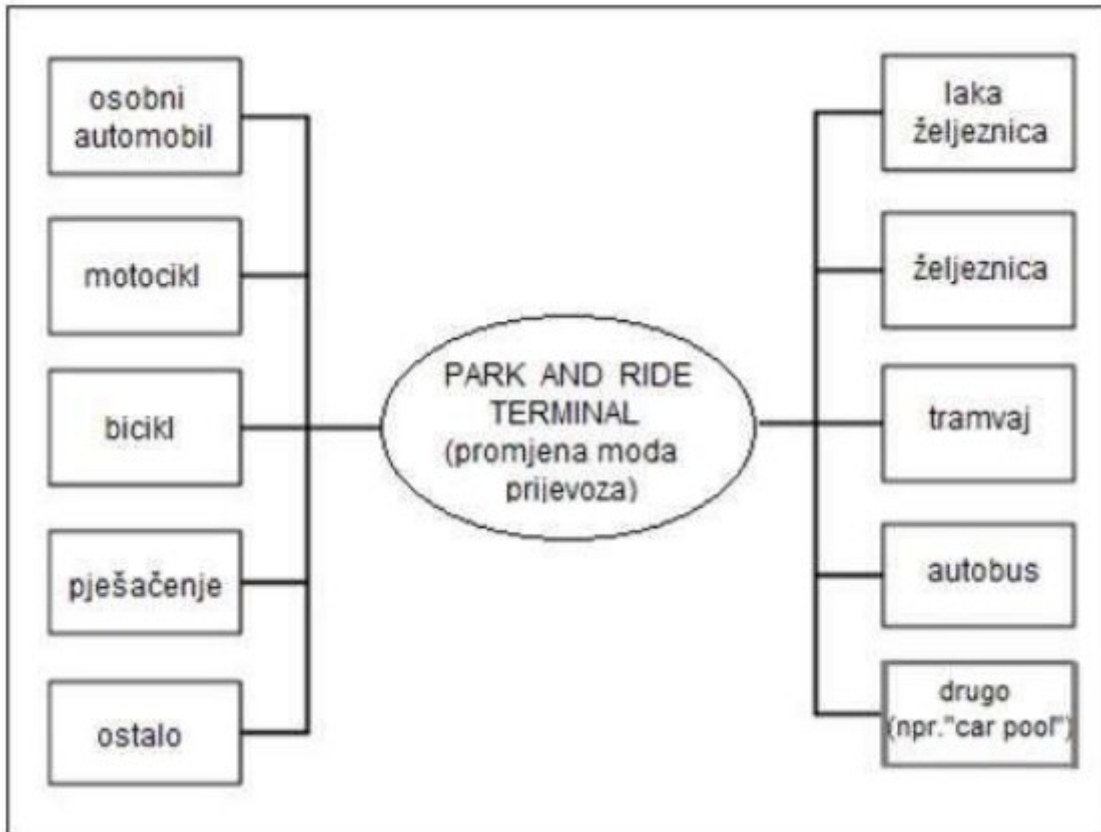 osobni
automobil
motocikl
bicikl
pješačenje
ostalo
PARK AND RIDE
TERMINAL
(promjena moda
prijevoza)
laka
željeznica
željeznica
tramvaj
autobus
drugo
(npr."car pool")